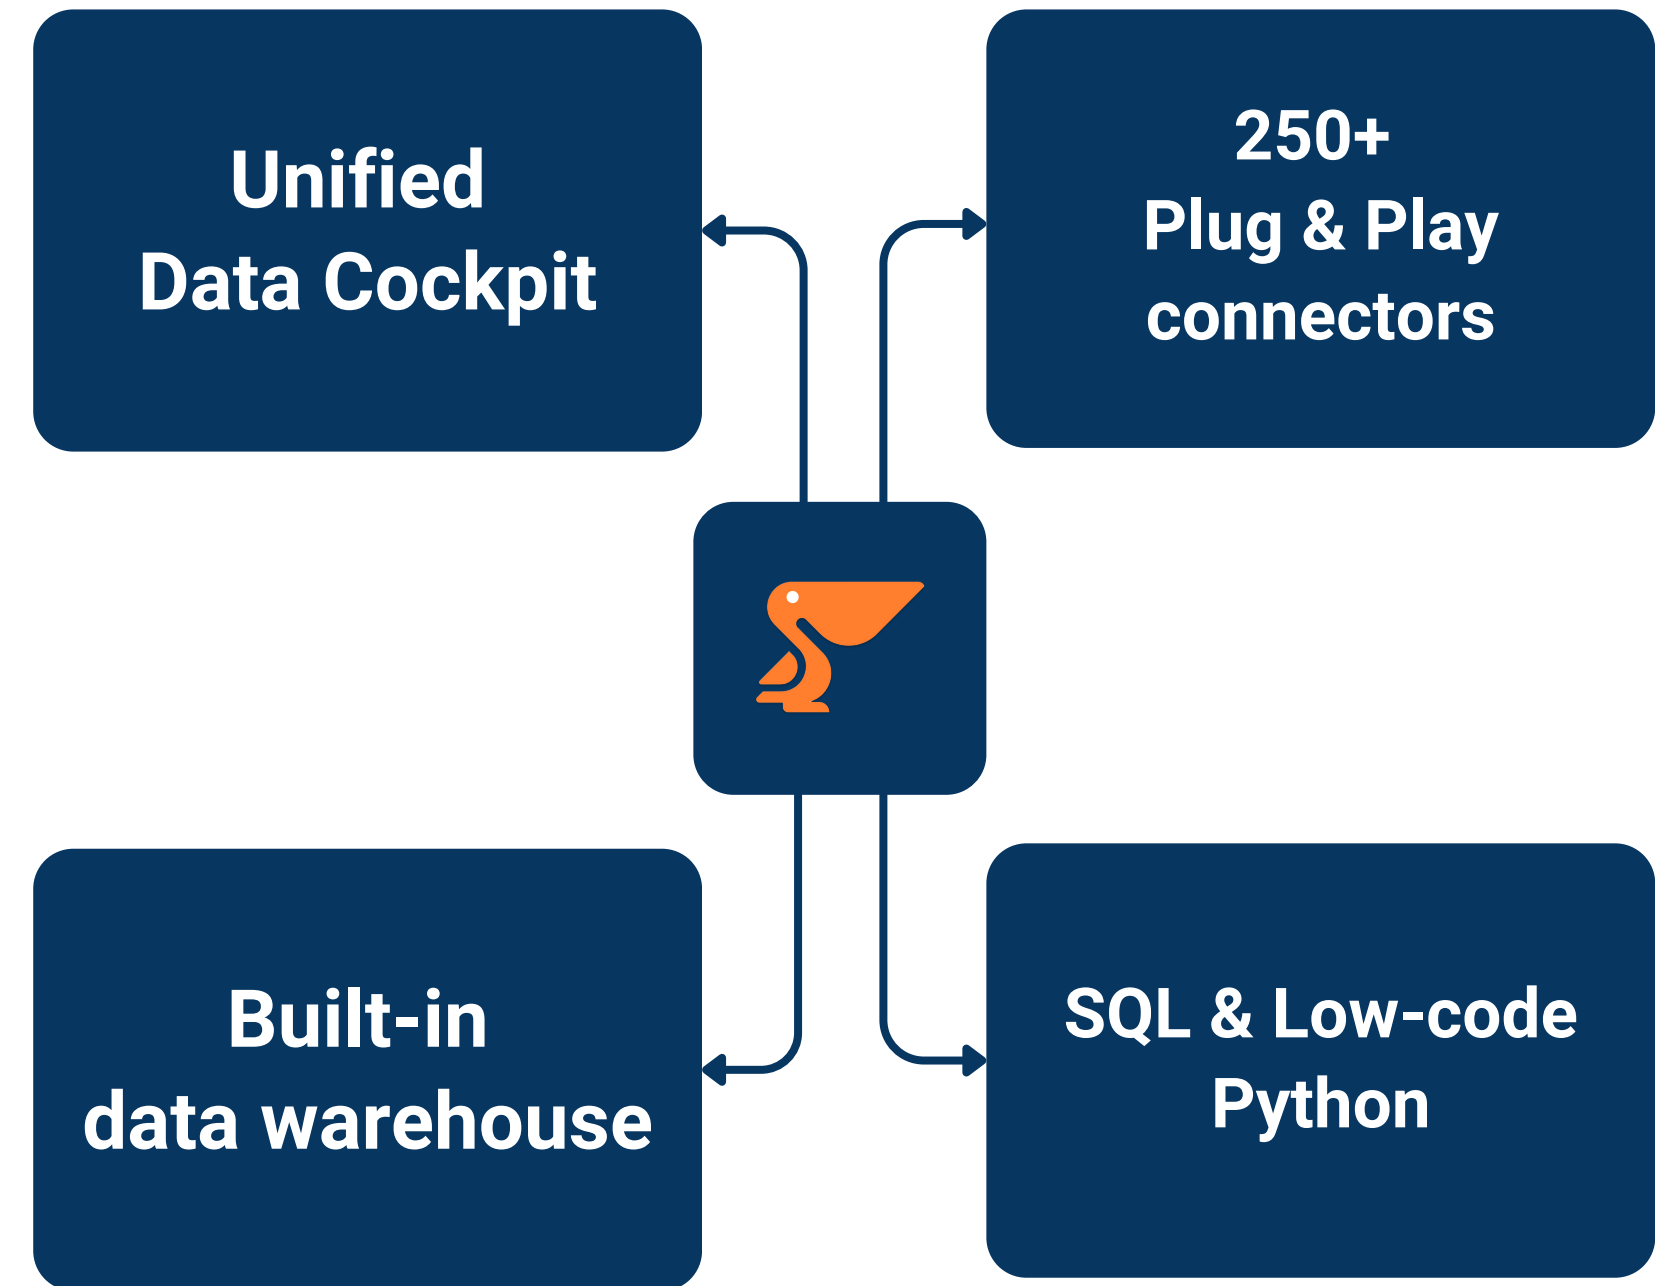 Unified
Data Cockpit
250+
Plug & Play
connectors
Built-in
data warehouse
SQL & Low-code
Python